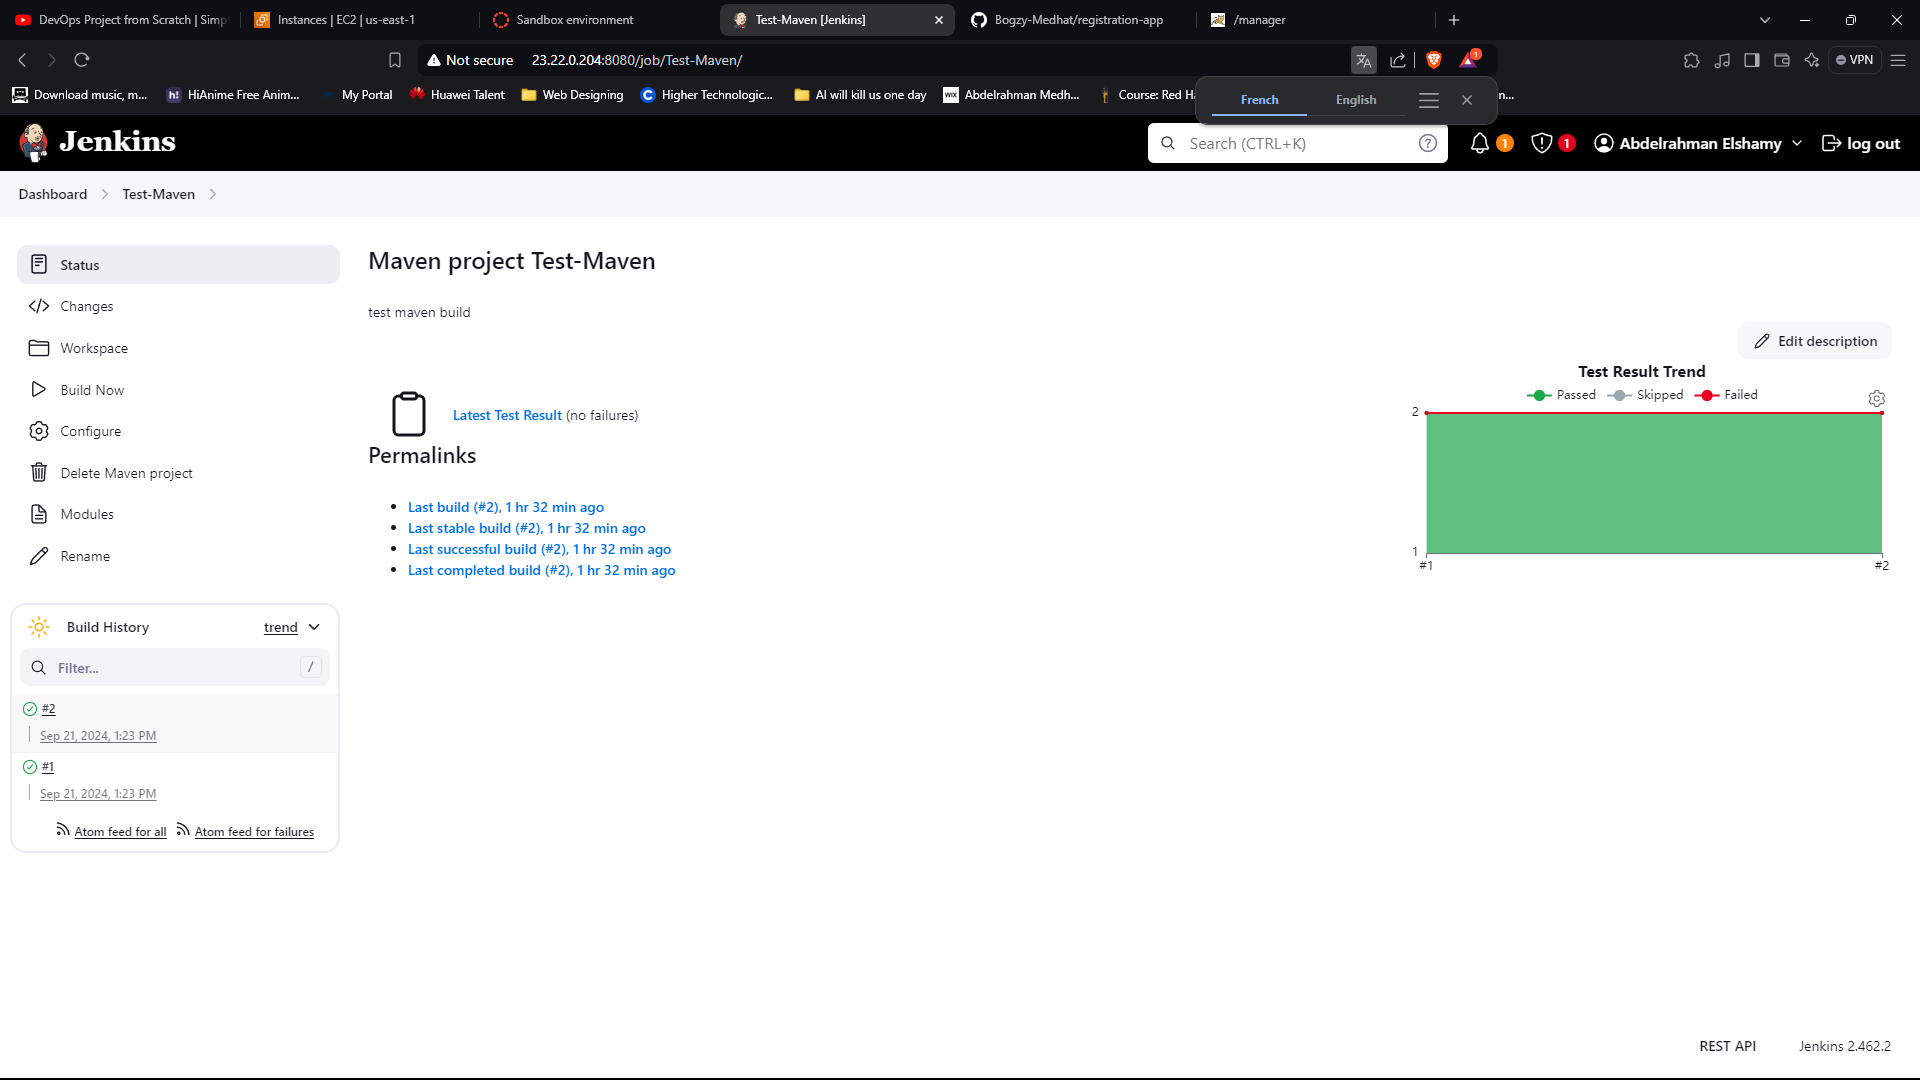 DevOps Project from Scratch | Simpl
Instances | EC2 | us-east-1
Sandbox environment
Test-Maven [Jenkins]
Bogzy-Medhat/registration-app
/manager
Not secure 23.22.0.204:8080/job/Test-Maven/
1
VPN
Download music, m...
h!
HiAnime Free Anim...
My Portal
Huawei Talent
Web Designing
C
Higher Technologic...
AI will kill us one day
WIX
Abdelrahman Medh...
Course: Red Ha
n...
French
English
Jenkins
Search (CTRL+K)
1
1
Abdelrahman Elshamy
log out
Dashboard
Test-Maven
Status
Changes
Workspace
Build Now
Configure
Delete Maven project
Modules
Rename
Maven project Test-Maven
test maven build
Edit description
Latest Test Result (no failures)
Permalinks
Last build (#2), 1 hr 32 min ago
Last stable build (#2), 1 hr 32 min ago
Last successful build (#2), 1 hr 32 min ago
Last completed build (#2), 1 hr 32 min ago
Test Result Trend
Passed Skipped Failed
2
1
#1
#2
Build History
trend
Filter...
/
#2
Sep 21, 2024, 1:23 PM
#1
Sep 21, 2024, 1:23 PM
Atom feed for all
Atom feed for failures
REST API
Jenkins 2.462.2